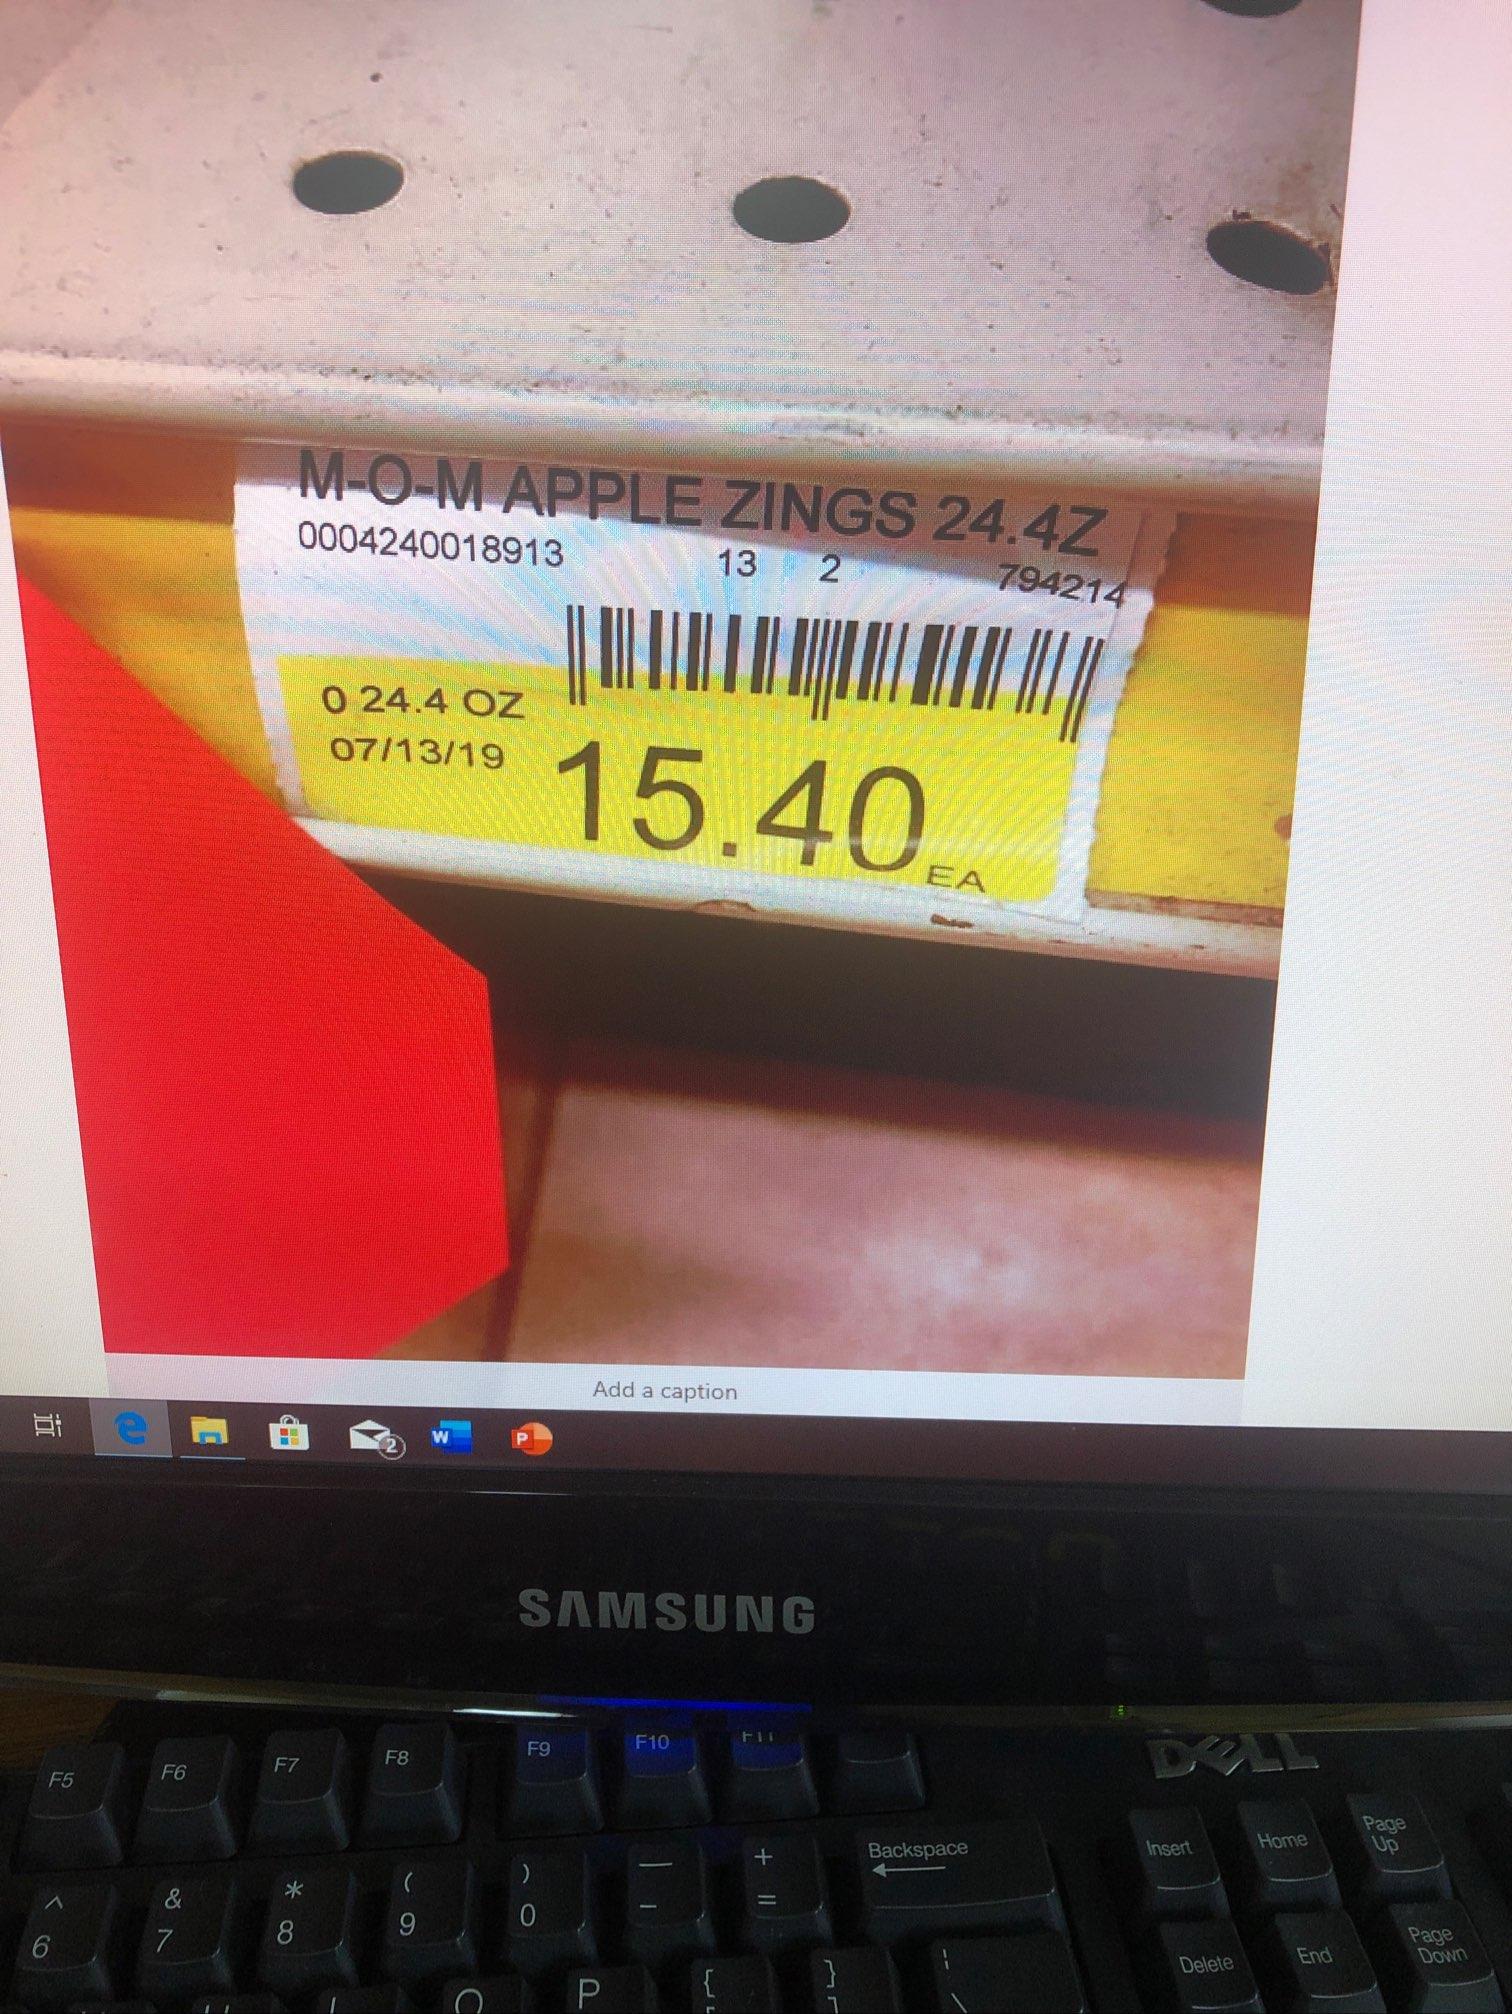 M-O-M APPLE ZINGS 24.4Z
0004240018913 13 2 794214
0 24.4 OZ
07/13/19
15.40 EA
Add a caption
2
W
P
SAMSUNG
DELL
F5 F6 F7 F8 F9 F10 F11
Insert Home Page Up
^ & * ( ) — + Backspace
6 7 8 9 0 - =
Delete End Page Down
O P { }
[ \